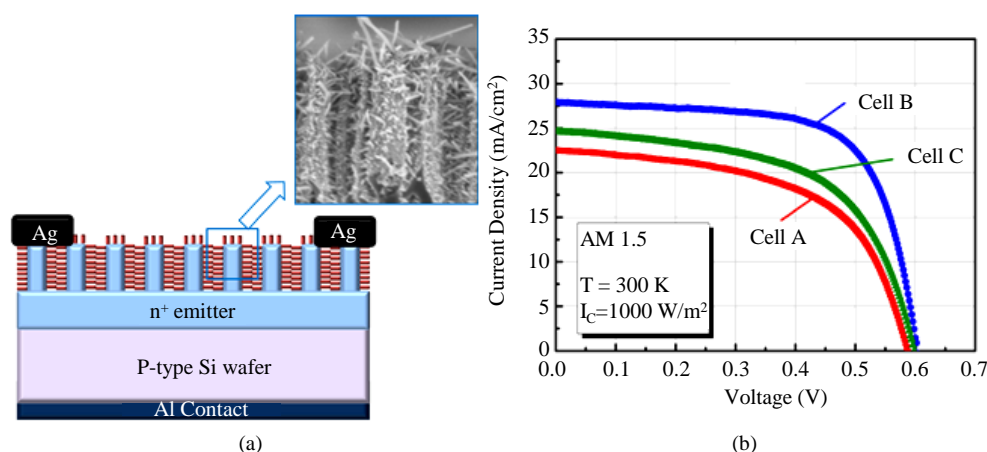 Ag
Ag
n⁺ emitter
P-type Si wafer
Al Contact
(a)
Current Density (mA/cm²)
35
30
25
20
15
10
5
0
0.0 0.1 0.2 0.3 0.4 0.5 0.6 0.7
Voltage (V)
Cell B
Cell C
Cell A
AM 1.5
T = 300 K
I_C=1000 W/m²
(b)